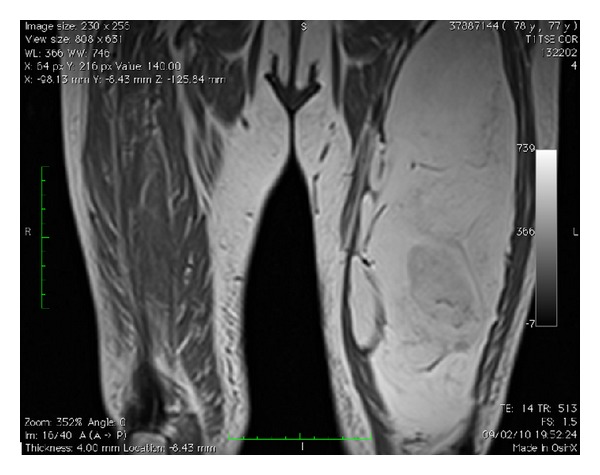 Image size: 230 x 256
View size: 808 x 631
WL: 366 WW: 746
X: 64 px Y: 216 px Value: 140.00
X: -98.13 mm Y: -8.43 mm Z: -125.84 mm
S
37887144 ( 78 y, 77 y)
T1TSE COR
32202
4
739
366
-7
R
L
Zoom: 352% Angle: 0
Im: 16/40 A (A -> P)
Thickness: 4.00 mm Location: -8.43 mm
I
TE: 14 TR: 513
FS: 1.5
09/02/10 19:52:24
Made In OsiriX